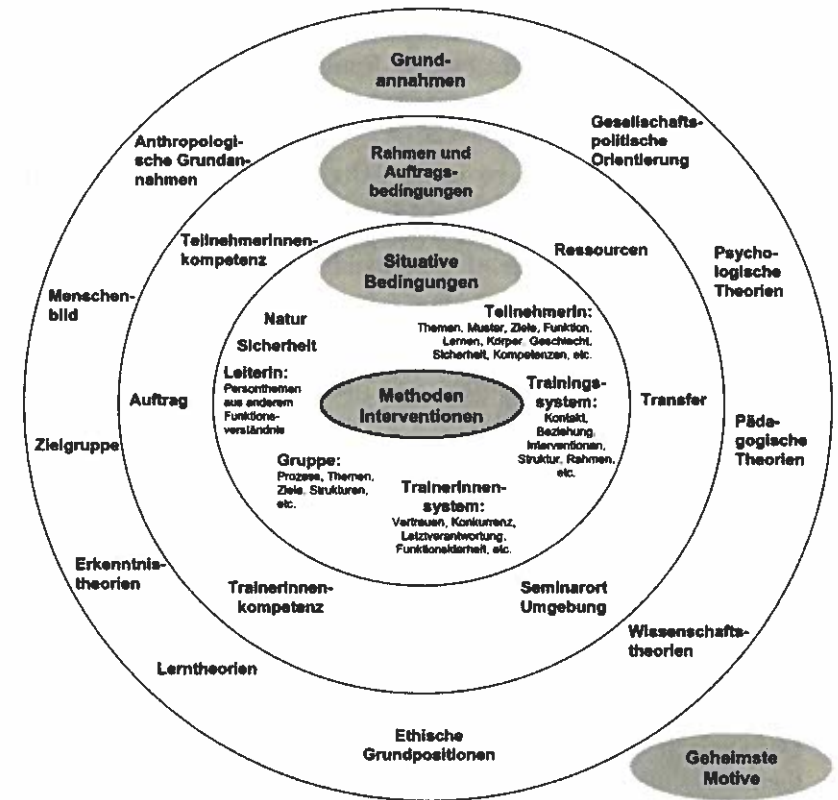 Grund-
annahmen
Gesellschafts-
politische
Orientierung
Anthropologi-
sche Grundan-
nahmen
Rahmen und
Auftrags-
bedingungen
TeilnehmerInnen-
kompetenz
Ressourcen
Situative
Bedingungen
Psycho-
logische
Theorien
Menschen-
bild
Natur
Sicherheit
TeilnehmerIn:
Themen, Muster, Ziele, Funktion,
Lernen, Körper, Geschlecht,
Sicherheit, Kompetenzen, etc.
LeiterIn:
Personthemen
aus anderem
Funktions-
verständnis
Methoden
Interventionen
Trainings-
system:
Kontakt,
Beziehung,
Interventionen,
Struktur, Rahmen,
etc.
Auftrag
Transfer
Zielgruppe
Päda-
gogische
Theorien
Gruppe:
Prozese, Themen,
Ziele, Strukturen,
etc.
TrainerInnen-
system:
Vertrauen, Konkurrenz,
Letztverantwortung,
Funktionsklarheit, etc.
Erkenntnis-
theorien
TrainerInnen-
kompetenz
Seminarort
Umgebung
Wissenschafts-
theorien
Lerntheorien
Ethische
Grundpositionen
Geheimste
Motive